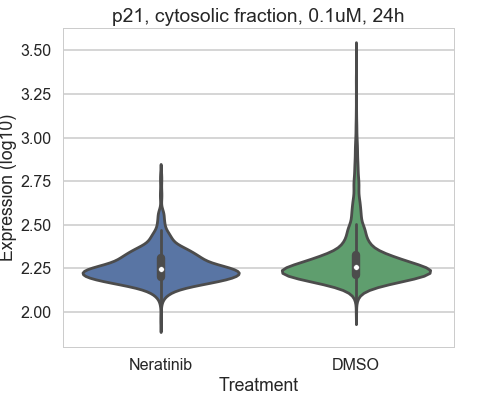 p21, cytosolic fraction, 0.1uM, 24h
3.50
3.25
3.00
2.75
2.50
2.25
2.00
Expression (log10)
Neratinib DMSO
Treatment